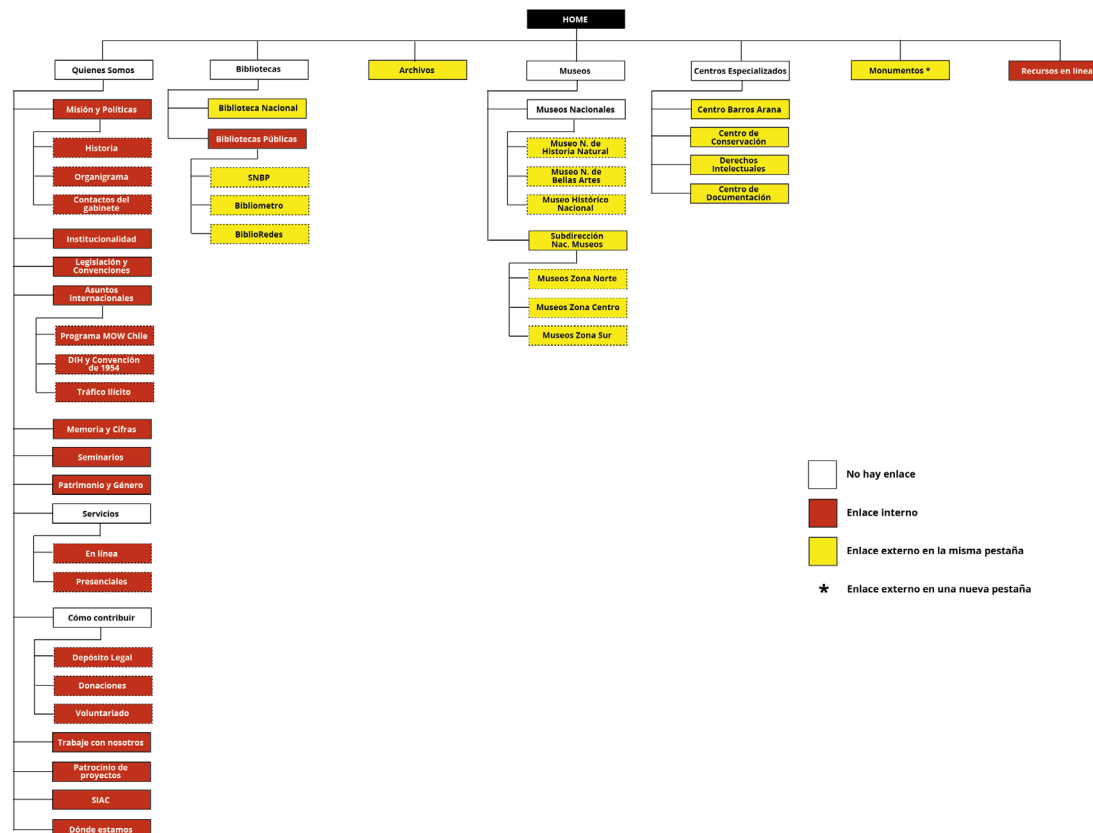 HOME
Quienes Somos
Misión y Políticas
Historia
Organigrama
Contactos del
gabinete
Institucionalidad
Legislación y
Convenciones
Asuntos
internacionales
Programa MOW Chile
DIH y Convención
de 1954
Tráfico Ilícito
Memoria y Cifras
Seminarios
Patrimonio y Género
Servicios
En línea
Presenciales
Cómo contribuir
Depósito Legal
Donaciones
Voluntariado
Trabaje con nosotros
Patrocinio de
proyectos
SIAC
Dónde estamos
Bibliotecas
Biblioteca Nacional
Bibliotecas Públicas
SNBP
Bibliometro
BiblioRedes
Archivos
Museos
Museos Nacionales
Museo N. de
Historia Natural
Museo N. de
Bellas Artes
Museo Histórico
Nacional
Subdirección
Nac. Museos
Museos Zona Norte
Museos Zona Centro
Museos Zona Sur
Centros Especializados
Centro Barros Arana
Centro de
Conservación
Derechos
Intelectuales
Centro de
Documentación
Monumentos *
Recursos en línea
No hay enlace
Enlace interno
Enlace externo en la misma pestaña
* Enlace externo en una nueva pestaña